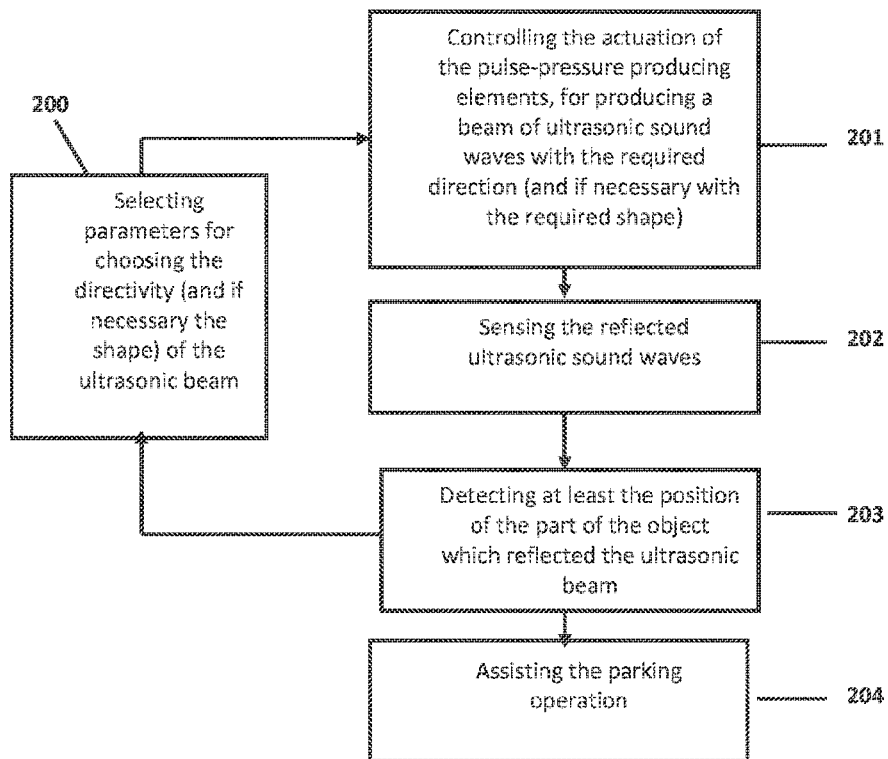 200
Selecting
parameters for
choosing the
directivity (and if
necessary the
shape) of the
ultrasonic beam
Controlling the actuation of
the pulse-pressure producing
elements, for producing a
beam of ultrasonic sound
waves with the required
direction (and if necessary with
the required shape)
201
Sensing the reflected
ultrasonic sound waves
202
Detecting at least the position
of the part of the object
which reflected the ultrasonic
beam
203
Assisting the parking
operation
204